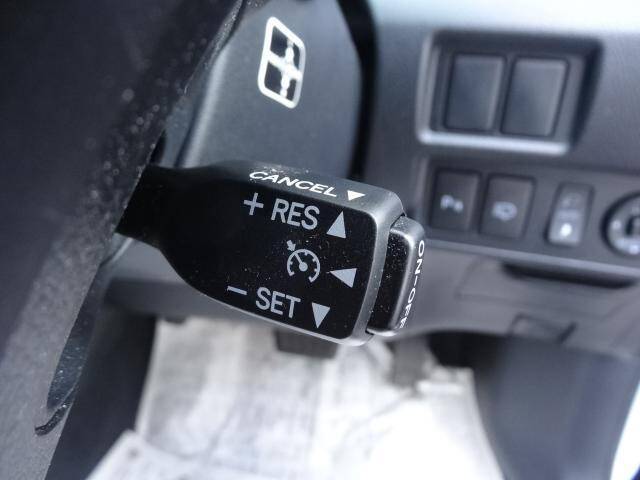 CANCEL ▼
+ RES ▲
◄
- SET ▼
ON-OFF